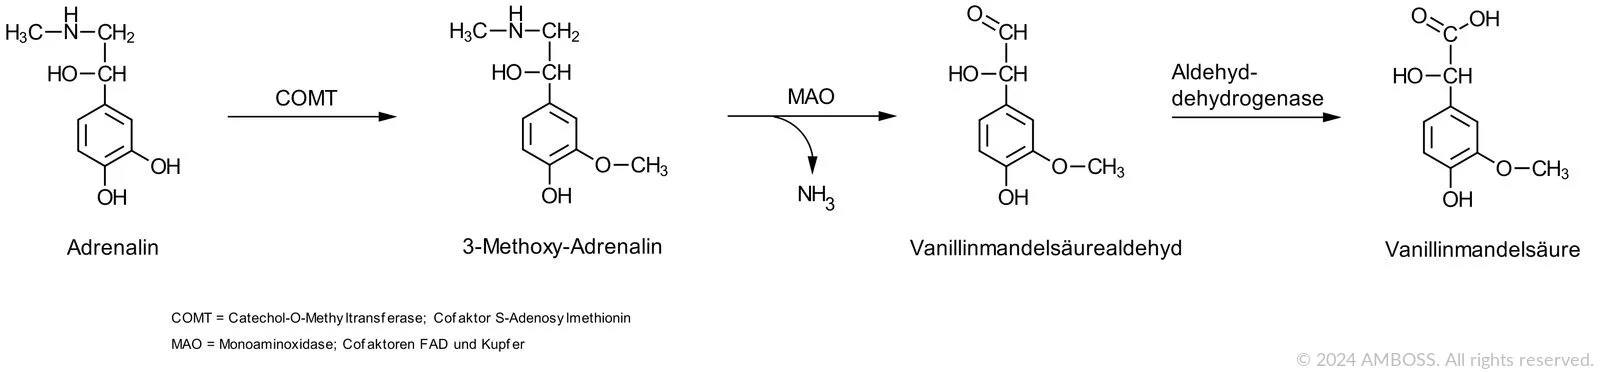 H
H₃C–N–CH₂
HO–CH
OH
OH
Adrenalin
COMT
H
H₃C–N–CH₂
HO–CH
O–CH₃
OH
3-Methoxy-Adrenalin
MAO
NH₃
O
CH
HO–CH
O–CH₃
OH
Vanillinmandelsäurealdehyd
Aldehyd-
dehydrogenase
O OH
C
HO–CH
O–CH₃
OH
Vanillinmandelsäure
COMT = Catechol-O-Methyltransferase; Cofaktor S-Adenosylmethionin
MAO = Monoaminoxidase; Cofaktoren FAD und Kupfer
© 2024 AMBOSS. All rights reserved.